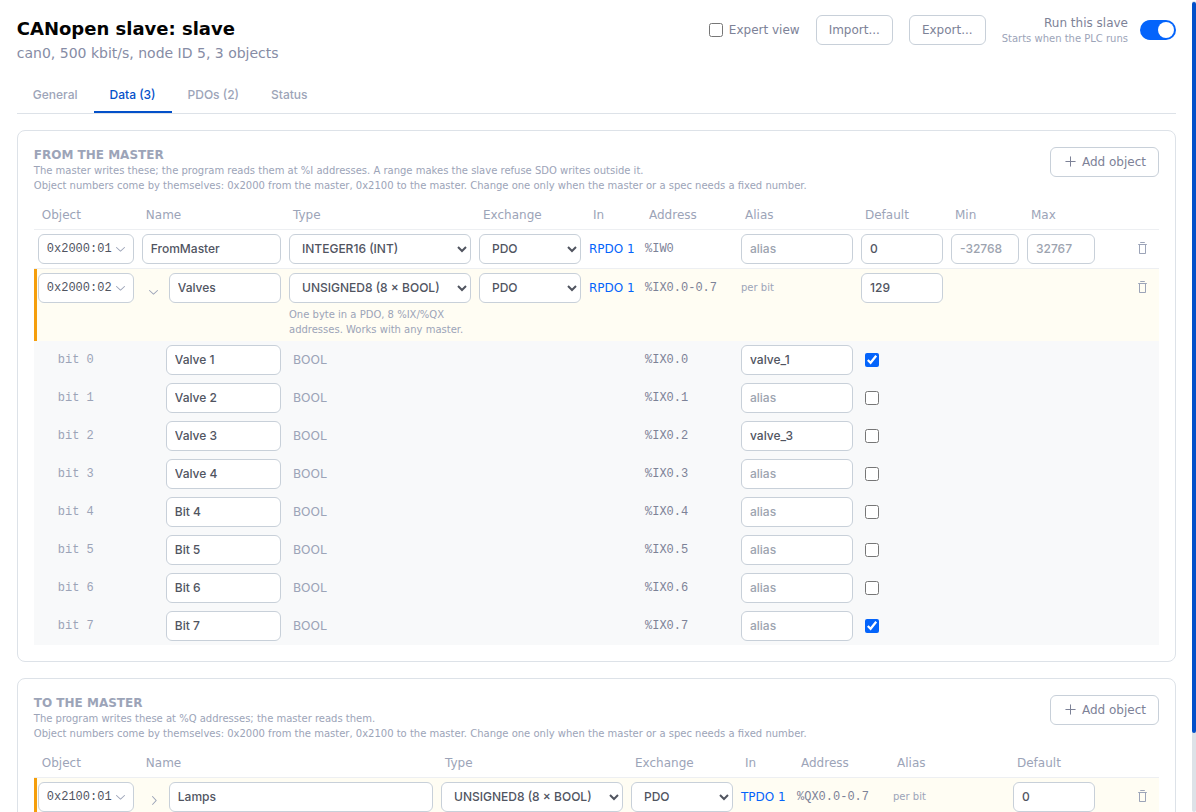 CANopen slave: slave
can0, 500 kbit/s, node ID 5, 3 objects
Expert view
Import...
Export...
Run this slave
Starts when the PLC runs
General Data (3) PDOs (2) Status
FROM THE MASTER
The master writes these; the program reads them at %I addresses. A range makes the slave refuse SDO writes outside it.
Object numbers come by themselves: 0x2000 from the master, 0x2100 to the master. Change one only when the master or a spec needs a fixed number.
+ Add object
Object Name Type Exchange In Address Alias Default Min Max
0x2000:01 FromMaster INTEGER16 (INT) PDO RPDO 1 %IW0 alias 0 -32768 32767
0x2000:02 Valves UNSIGNED8 (8 × BOOL) PDO RPDO 1 %IX0.0-0.7 per bit 129
One byte in a PDO, 8 %IX/%QX
addresses. Works with any master.
bit 0 Valve 1 BOOL %IX0.0 valve_1
bit 1 Valve 2 BOOL %IX0.1 alias
bit 2 Valve 3 BOOL %IX0.2 valve_3
bit 3 Valve 4 BOOL %IX0.3 alias
bit 4 Bit 4 BOOL %IX0.4 alias
bit 5 Bit 5 BOOL %IX0.5 alias
bit 6 Bit 6 BOOL %IX0.6 alias
bit 7 Bit 7 BOOL %IX0.7 alias
TO THE MASTER
The program writes these at %Q addresses; the master reads them.
Object numbers come by themselves: 0x2000 from the master, 0x2100 to the master. Change one only when the master or a spec needs a fixed number.
+ Add object
Object Name Type Exchange In Address Alias Default
0x2100:01 Lamps UNSIGNED8 (8 × BOOL) PDO TPDO 1 %QX0.0-0.7 per bit 0